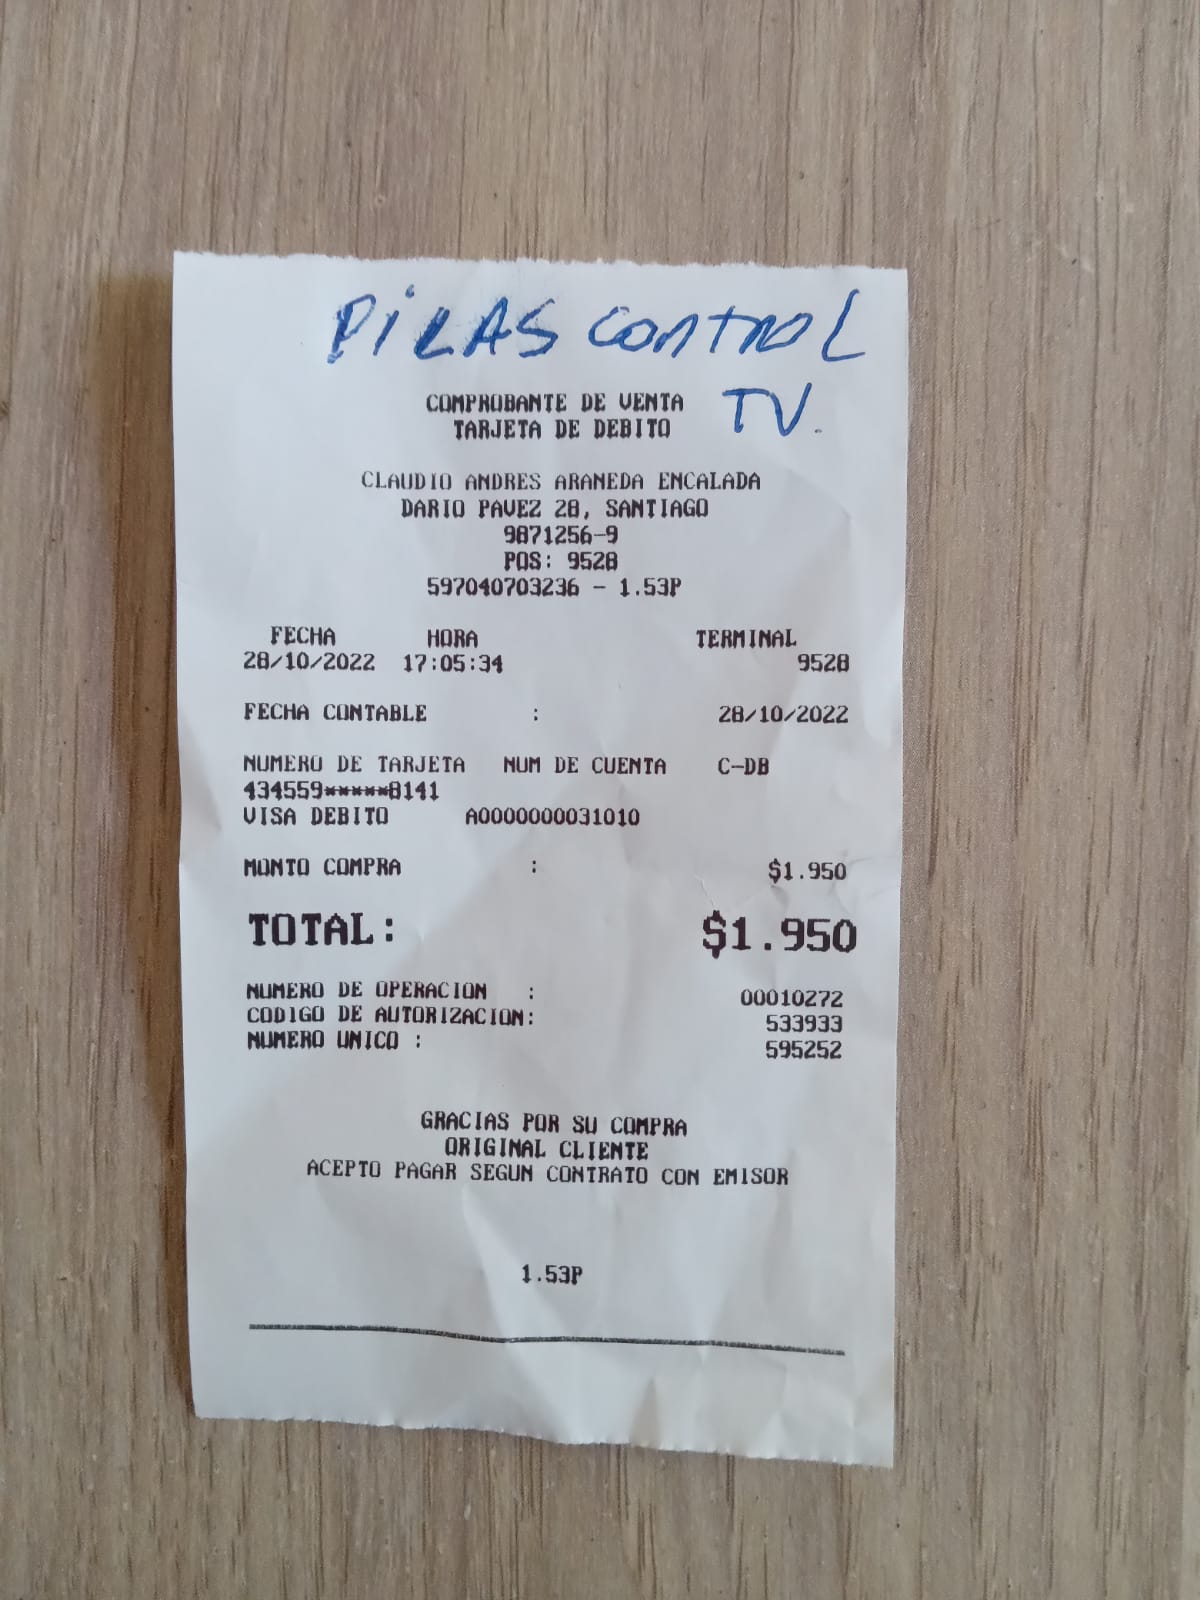 PILAS CONTROL
TV.
COMPROBANTE DE VENTA
TARJETA DE DEBITO
CLAUDIO ANDRES ARANEDA ENCALADA
DARIO PAVEZ 28, SANTIAGO
9871256-9
POS: 9528
597040703236 - 1.53P
FECHA HORA TERMINAL
28/10/2022 17:05:34 9528
FECHA CONTABLE : 28/10/2022
NUMERO DE TARJETA NUM DE CUENTA C-DB
434559*****8141
VISA DEBITO A0000000031010
MONTO COMPRA : $1.950
TOTAL: $1.950
NUMERO DE OPERACION : 00010272
CODIGO DE AUTORIZACION: 533933
NUMERO UNICO : 595252
GRACIAS POR SU COMPRA
ORIGINAL CLIENTE
ACEPTO PAGAR SEGUN CONTRATO CON EMISOR
1.53P